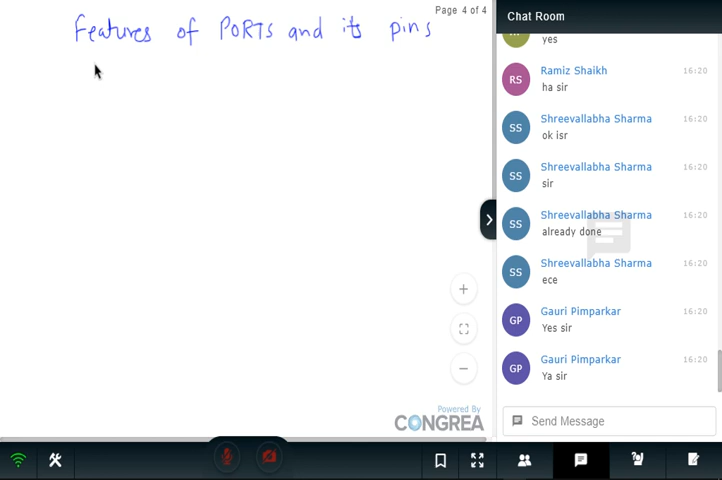 Features of PORTs and its pins
Page 4 of 4
Powered By
CONGREA
Chat Room
yes
RS
Ramiz Shaikh
16:20
ha sir
SS
Shreevallabha Sharma
16:20
ok isr
SS
Shreevallabha Sharma
16:20
sir
SS
Shreevallabha Sharma
16:20
already done
SS
Shreevallabha Sharma
16:20
ece
GP
Gauri Pimparkar
16:20
Yes sir
GP
Gauri Pimparkar
16:20
Ya sir
Send Message